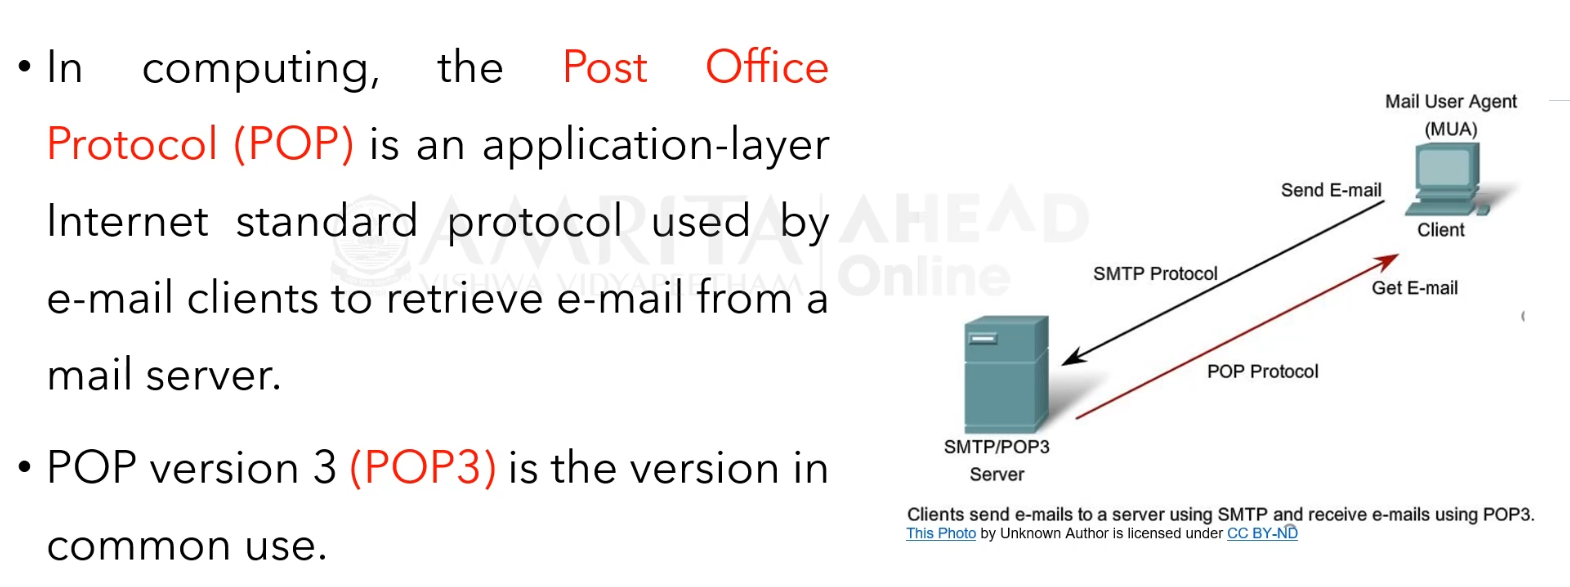 • In computing, the Post Office
Protocol (POP) is an application-layer
Internet standard protocol used by
e-mail clients to retrieve e-mail from a
mail server.
• POP version 3 (POP3) is the version in
common use.
AMRITA
VISHWA VIDYAPEETHAM
AHEAD
Online
Mail User Agent
(MUA)
Send E-mail
Client
SMTP Protocol
Get E-mail
POP Protocol
SMTP/POP3
Server
Clients send e-mails to a server using SMTP and receive e-mails using POP3.
This Photo by Unknown Author is licensed under CC BY-ND